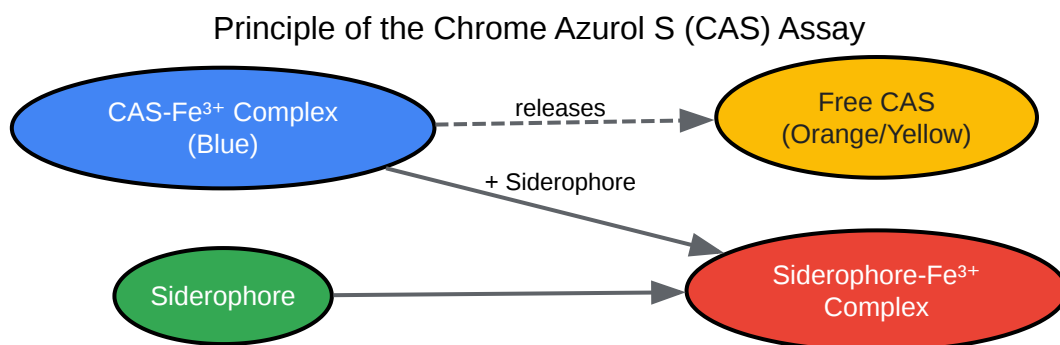 Principle of the Chrome Azurol S (CAS) Assay
CAS-Fe³⁺ Complex
(Blue)
releases
Free CAS
(Orange/Yellow)
+ Siderophore
Siderophore
Siderophore-Fe³⁺
Complex